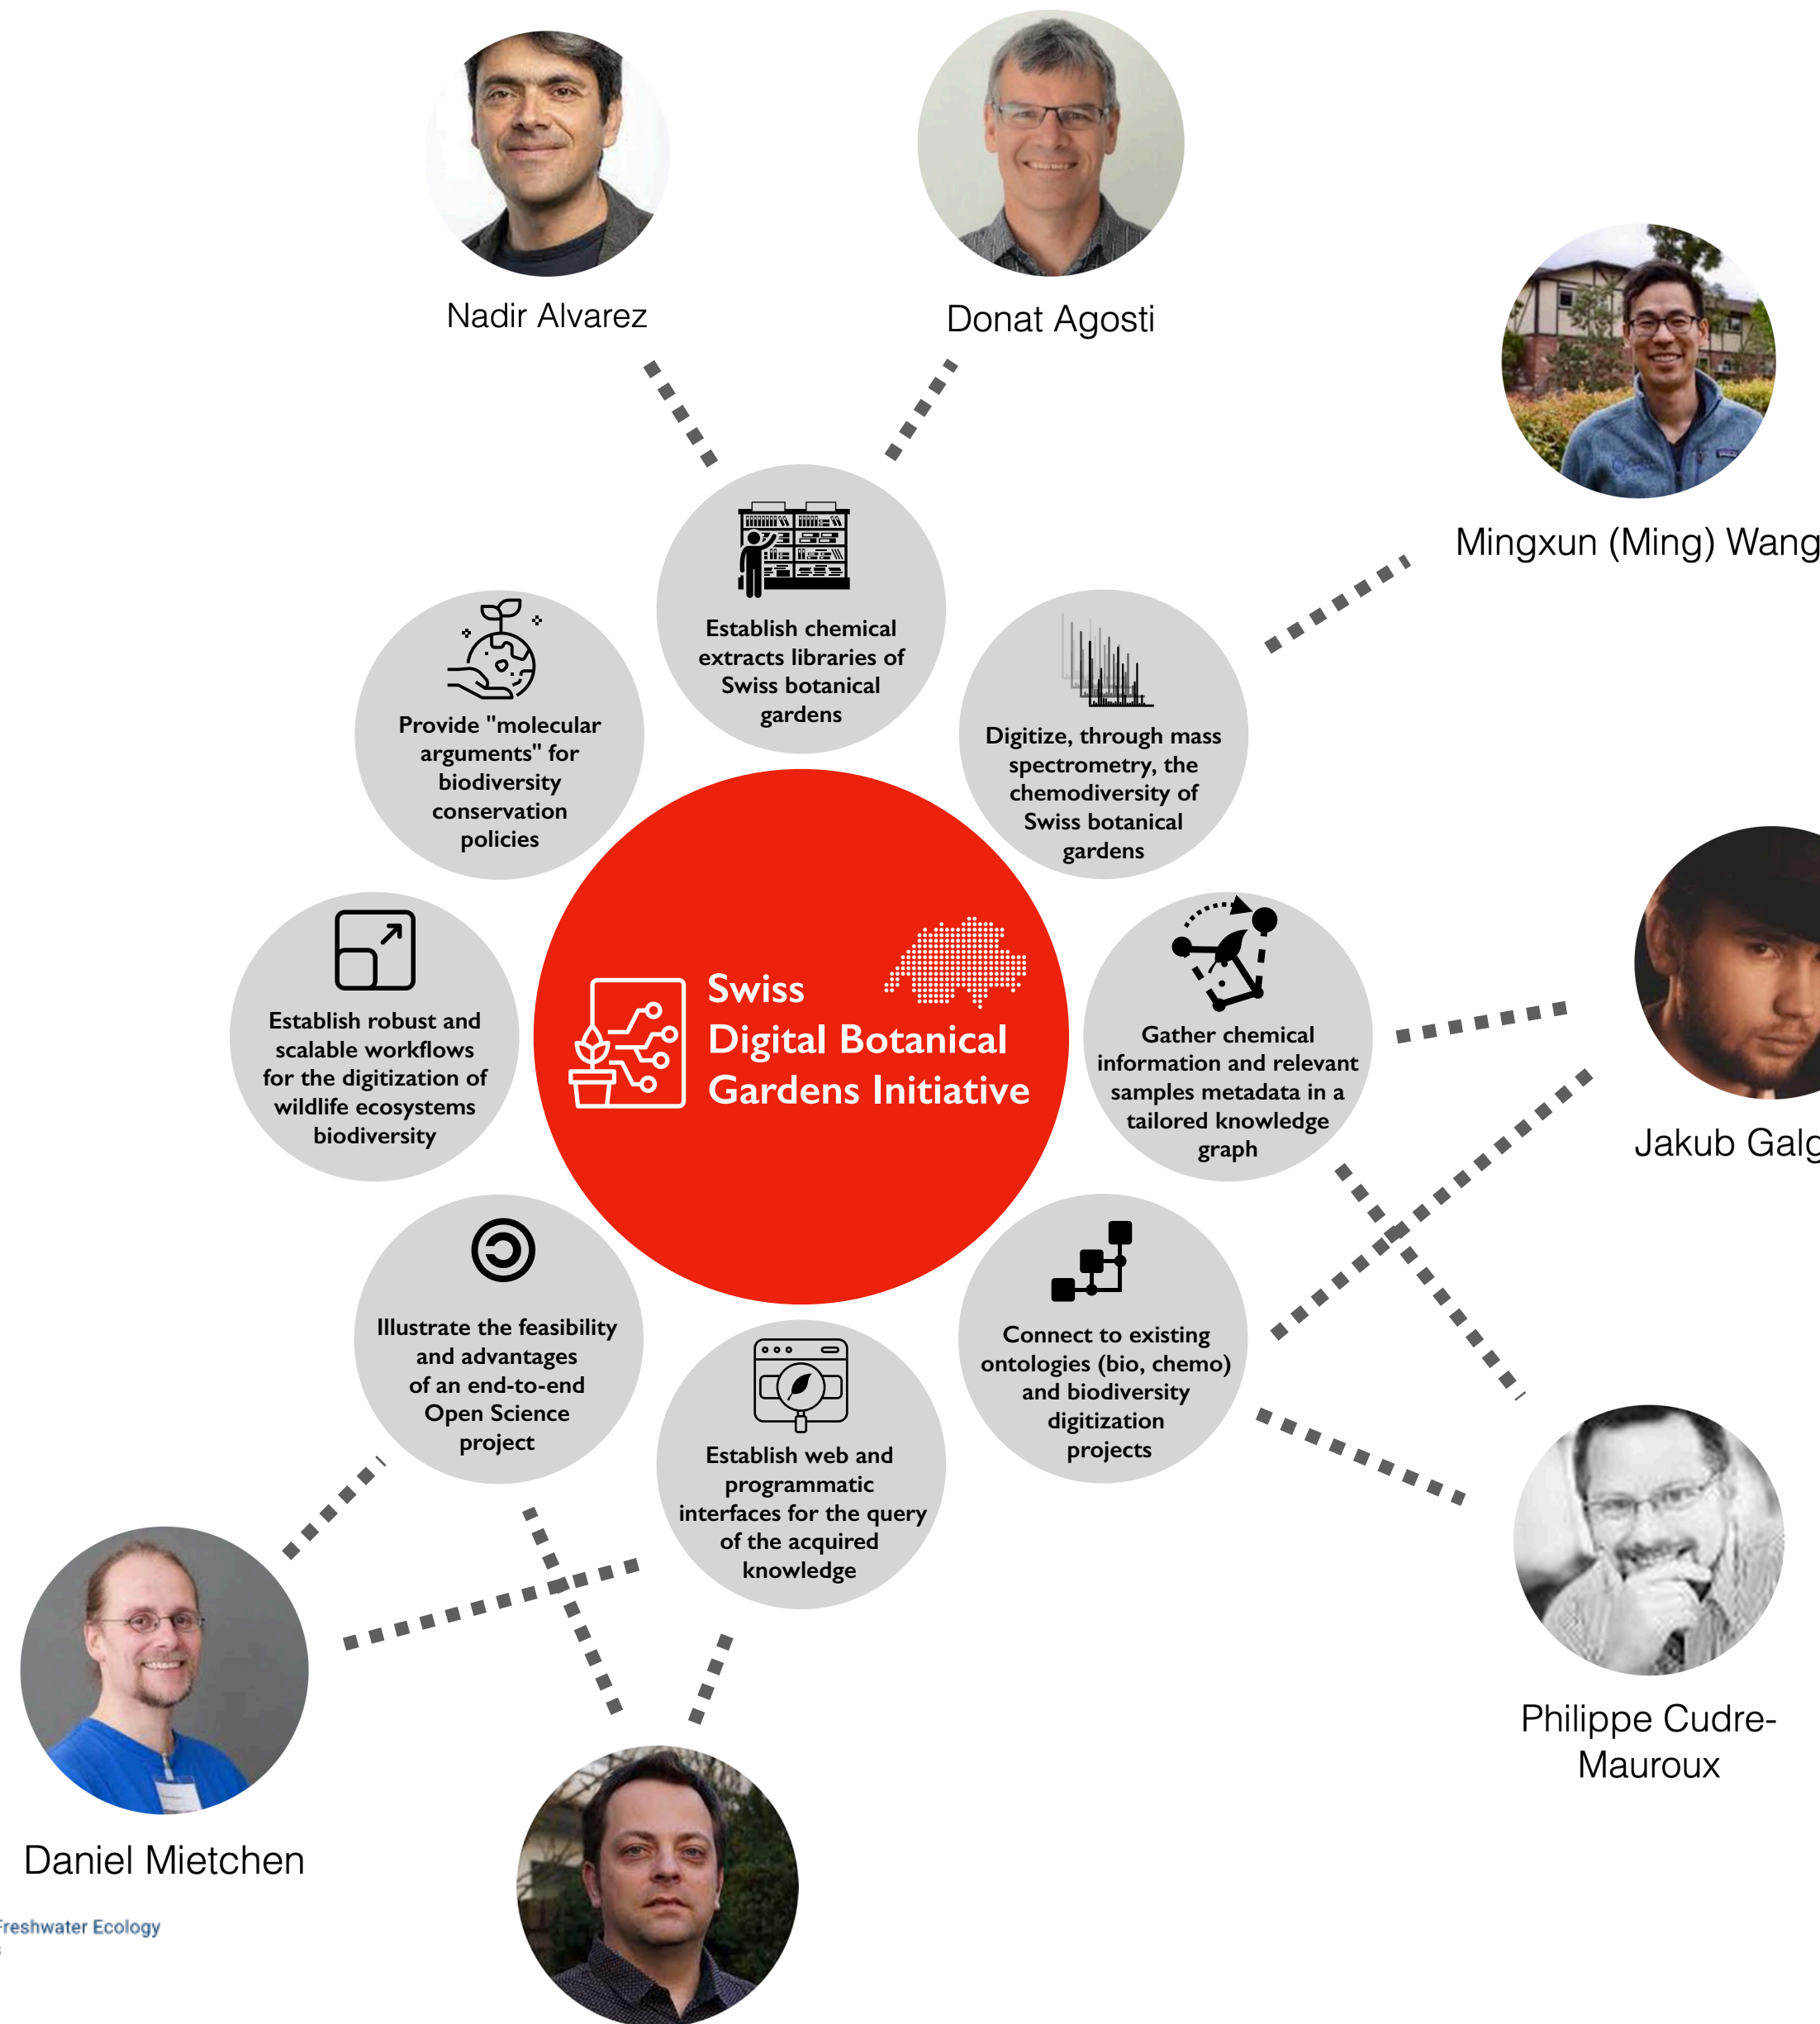 Nadir Alvarez
Donat Agosti
Mingxun (Ming) Wang
Establish chemical
extracts libraries of
Swiss botanical
gardens
Provide "molecular
arguments" for
biodiversity
conservation
policies
Digitize, through mass
spectrometry, the
chemodiversity of
Swiss botanical
gardens
Swiss
Digital Botanical
Gardens Initiative
Establish robust and
scalable workflows
for the digitization of
wildlife ecosystems
biodiversity
Gather chemical
information and relevant
samples metadata in a
tailored knowledge
graph
Jakub Galg
Illustrate the feasibility
and advantages
of an end-to-end
Open Science
project
Establish web and
programmatic
interfaces for the query
of the acquired
knowledge
Connect to existing
ontologies (bio, chemo)
and biodiversity
digitization
projects
Philippe Cudre-
Mauroux
Daniel Mietchen
Freshwater Ecology